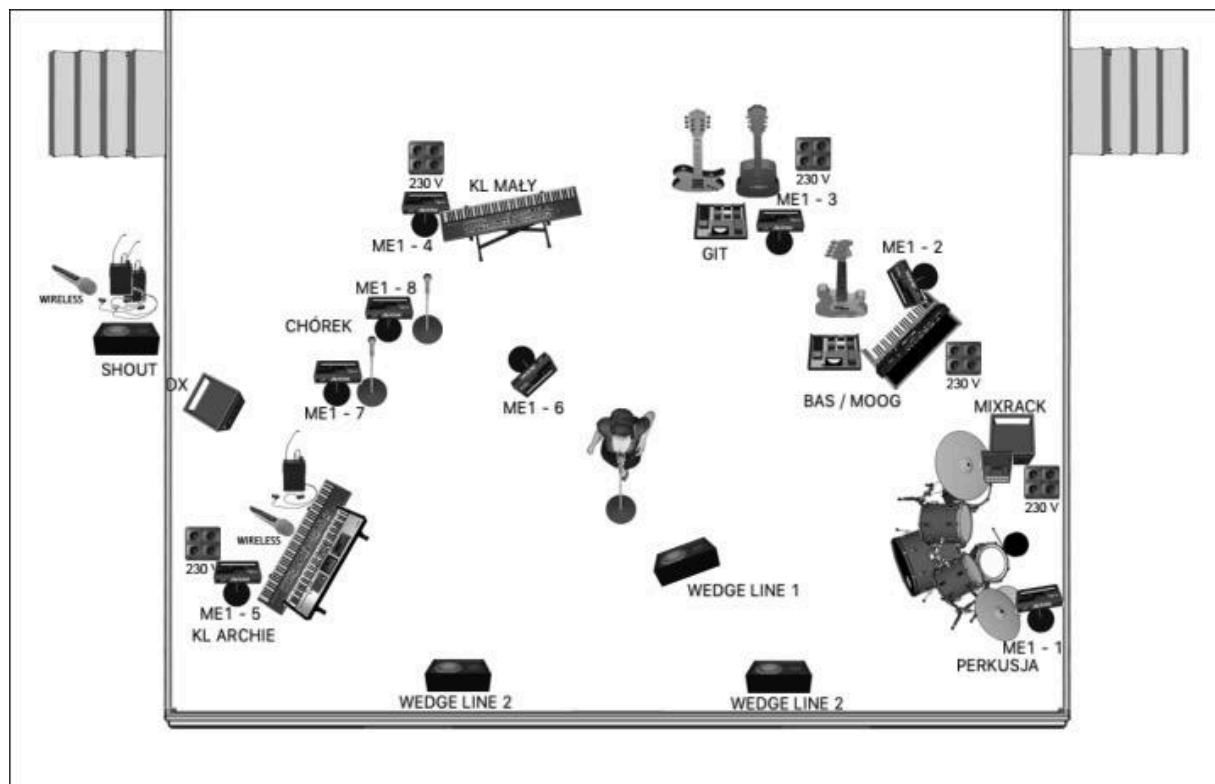 230 V
KL MAŁY
ME1 - 4
230 V
ME1 - 3
GIT
ME1 - 2
WIRELESS
SHOUT
ME1 - 8
CHÓREK
ME1 - 7
DX
ME1 - 6
BAS / MOOG
230 V
MIXRACK
230 V
WIRELESS
230 V
ME1 - 5
KL ARCHIE
WEDGE LINE 1
ME1 - 1
PERKUSJA
WEDGE LINE 2
WEDGE LINE 2